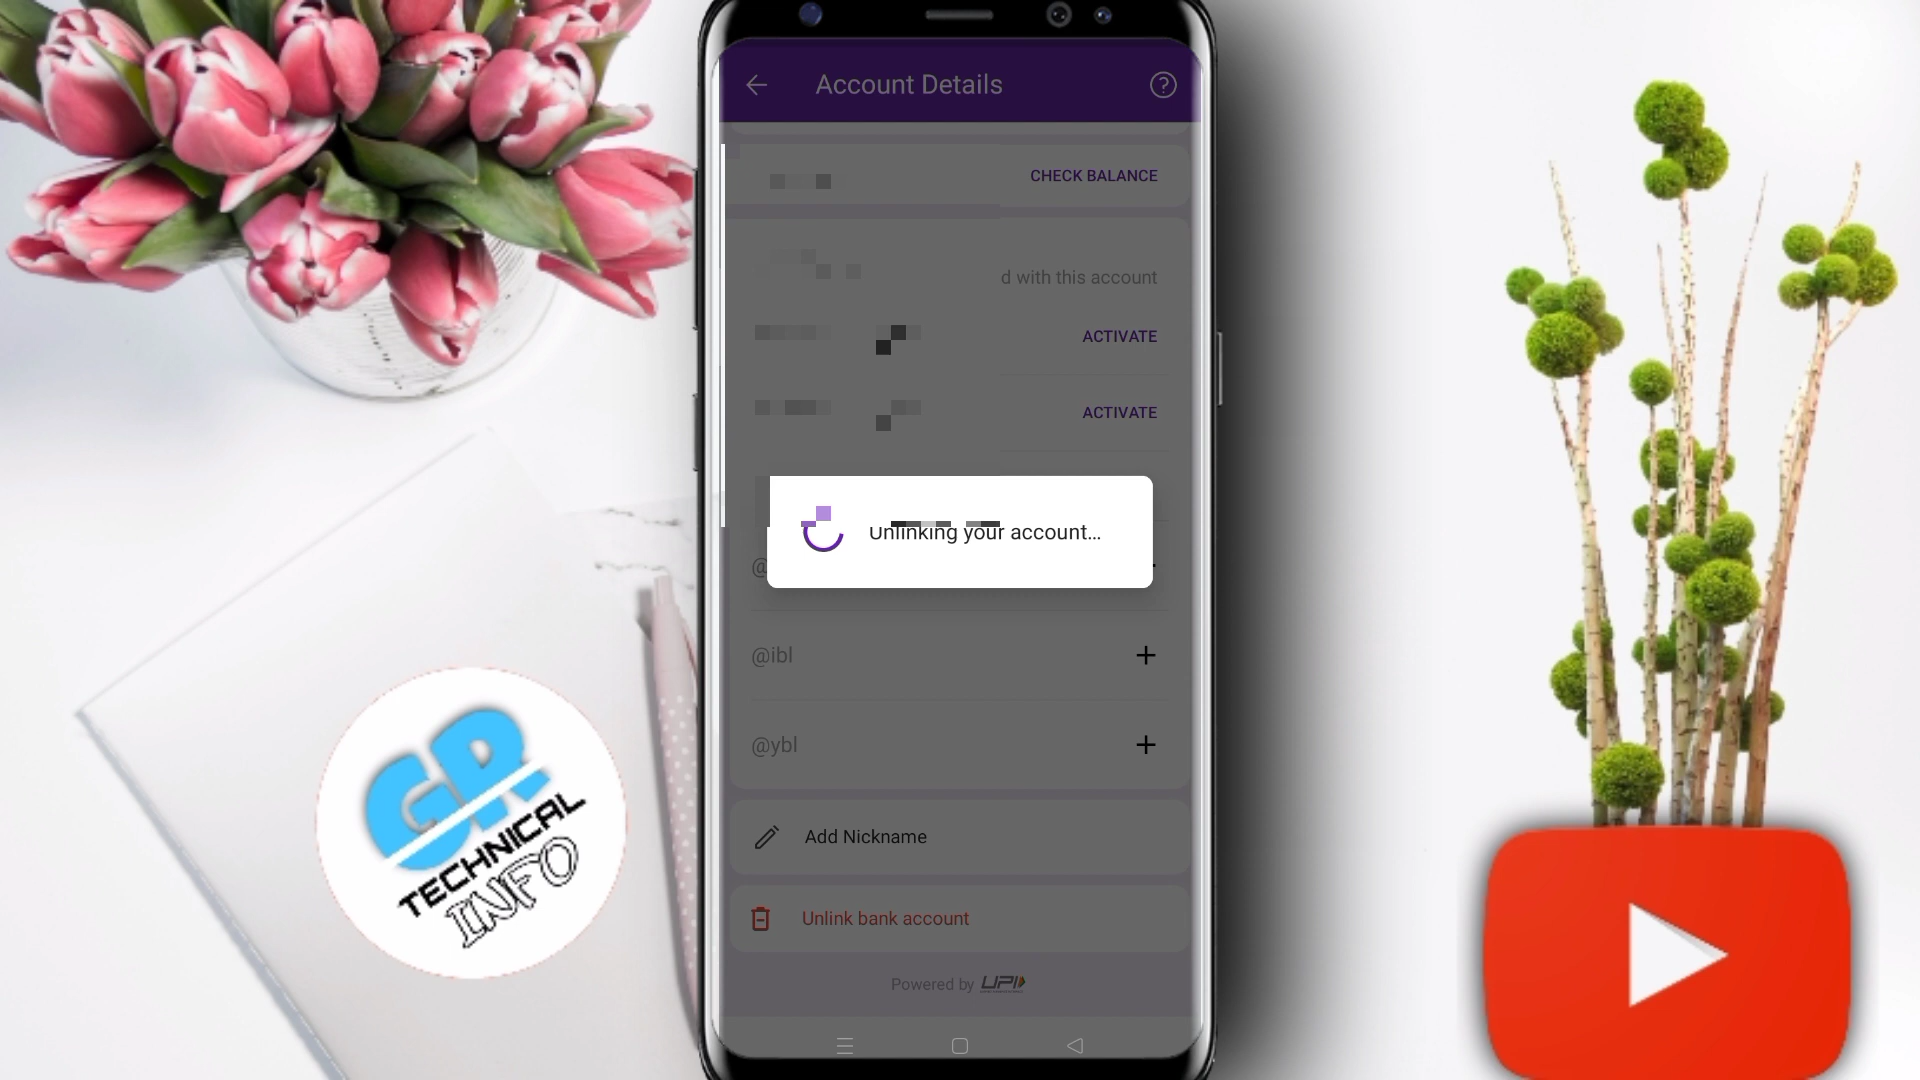 Account Details
CHECK BALANCE
d with this account
ACTIVATE
ACTIVATE
Unlinking your account...
@
@ibl
@ybl
Add Nickname
Unlink bank account
Powered by UPI
GR
TECHNICAL
INFO